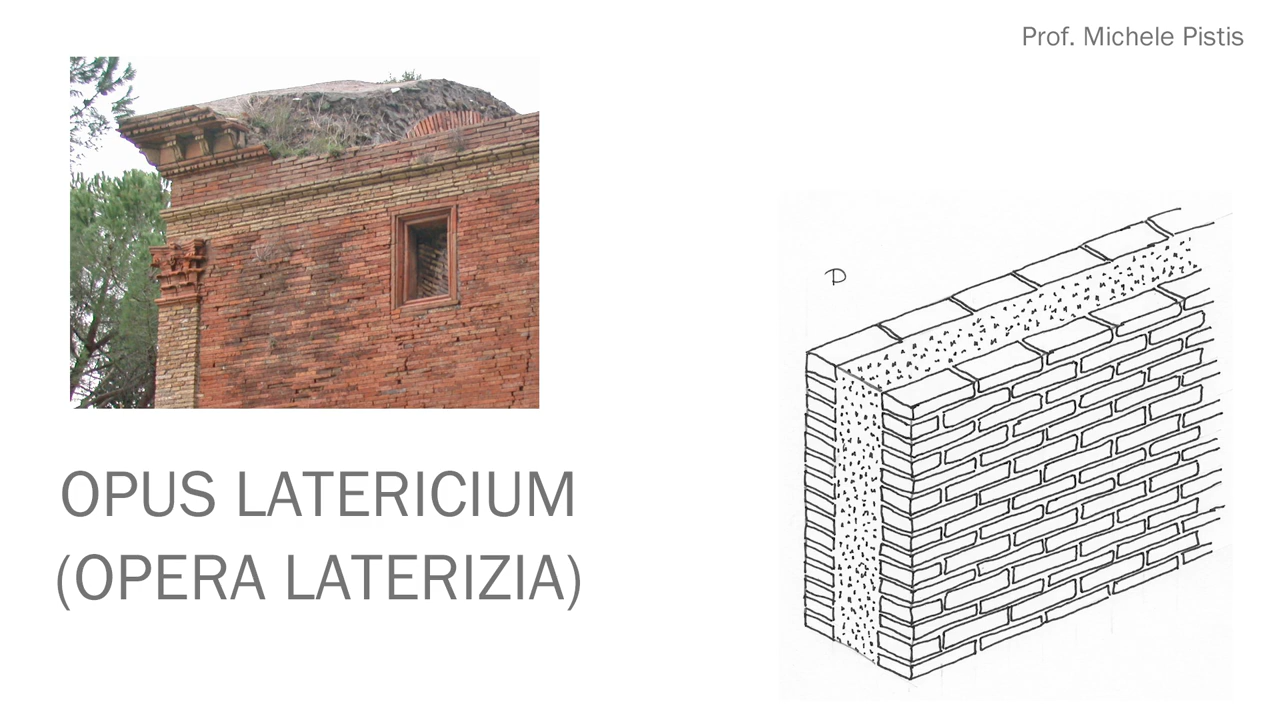 Prof. Michele Pistis
D
OPUS LATERICIUM
(OPERA LATERIZIA)